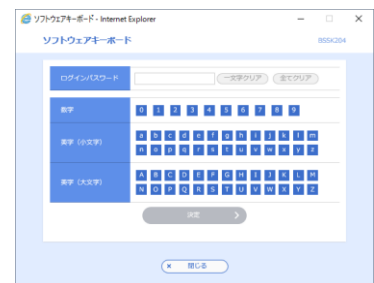 ソフトウェアキーボード - Internet Explorer
ソフトウェアキーボード BSSK204
ログインパスワード 一文字クリア 全てクリア
数字 0 1 2 3 4 5 6 7 8 9
英字 (小文字) a b c d e f g h i j k l m
n o p q r s t u v w x y z
英字 (大文字) A B C D E F G H I J K L M
N O P Q R S T U V W X Y Z
決定
× 閉じる